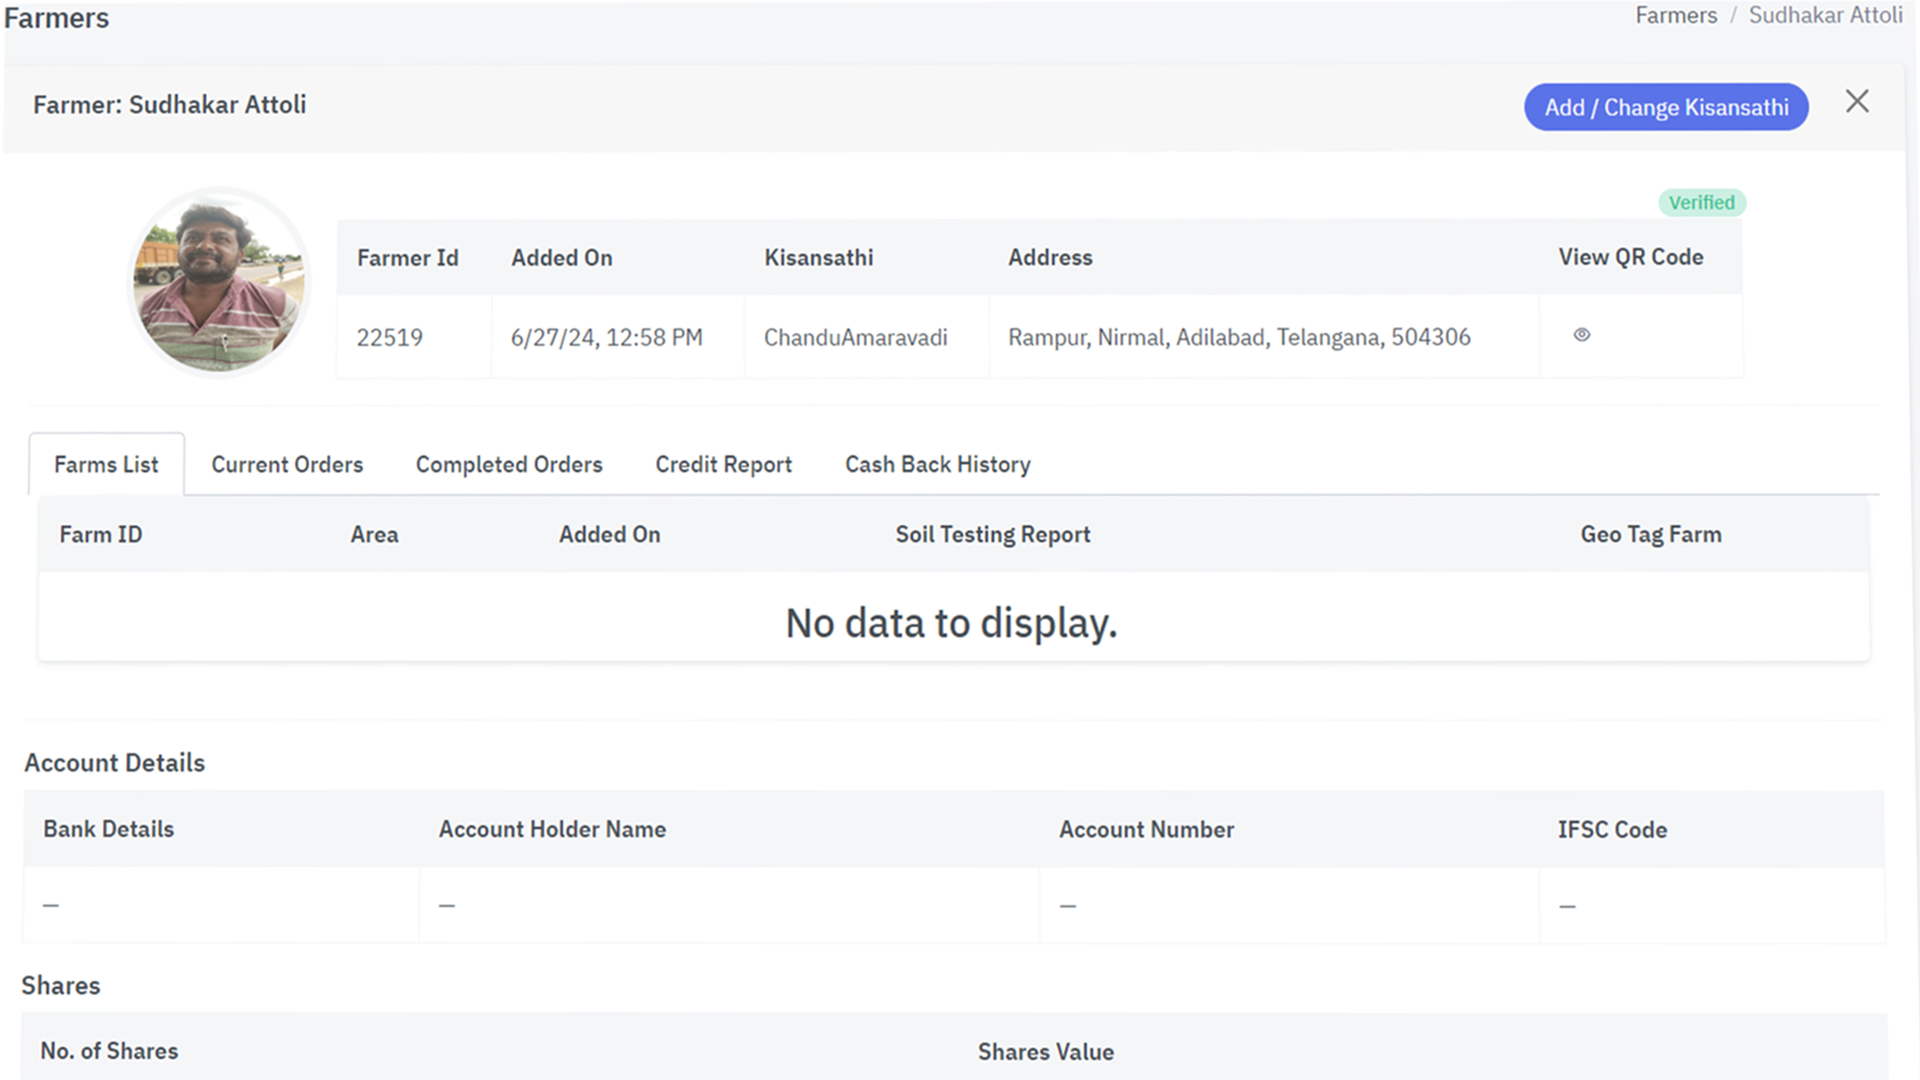 Farmers
Farmers / Sudhakar Attoli
Farmer: Sudhakar Attoli
Add / Change Kisansathi
Verified
Farmer Id Added On Kisansathi Address View QR Code
22519 6/27/24, 12:58 PM ChanduAmaravadi Rampur, Nirmal, Adilabad, Telangana, 504306
Farms List Current Orders Completed Orders Credit Report Cash Back History
Farm ID Area Added On Soil Testing Report Geo Tag Farm
No data to display.
Account Details
Bank Details Account Holder Name Account Number IFSC Code
— — — —
Shares
No. of Shares Shares Value